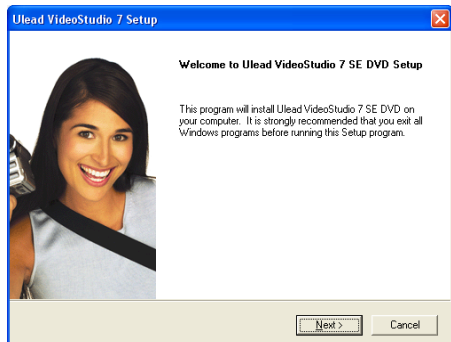 Ulead VideoStudio 7 Setup
Welcome to Ulead VideoStudio 7 SE DVD Setup
This program will install Ulead VideoStudio 7 SE DVD on
your computer. It is strongly recommended that you exit all
Windows programs before running this Setup program.
Next >
Cancel